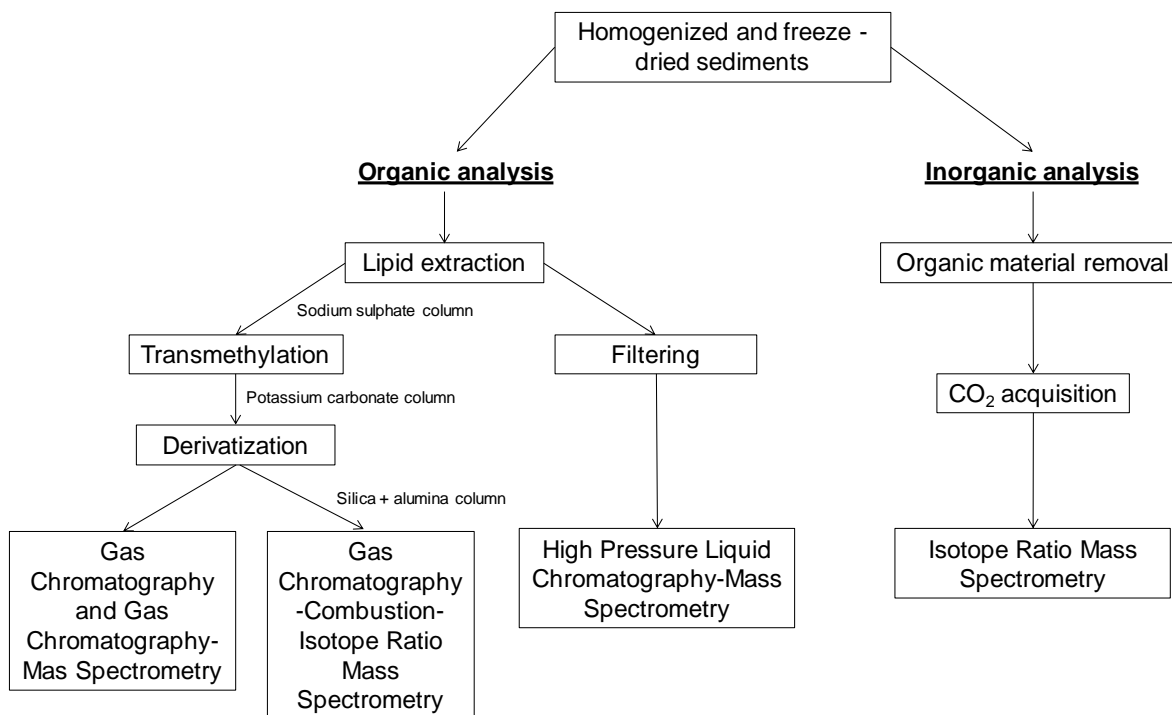 Homogenized and freeze -
dried sediments
Organic analysis
Inorganic analysis
Lipid extraction
Organic material removal
Sodium sulphate column
Transmethylation
Filtering
Potassium carbonate column
CO₂ acquisition
Derivatization
Silica + alumina column
Gas
Chromatography
and Gas
Chromatography-
Mas Spectrometry
Gas
Chromatography
-Combustion-
Isotope Ratio
Mass
Spectrometry
High Pressure Liquid
Chromatography-Mass
Spectrometry
Isotope Ratio Mass
Spectrometry